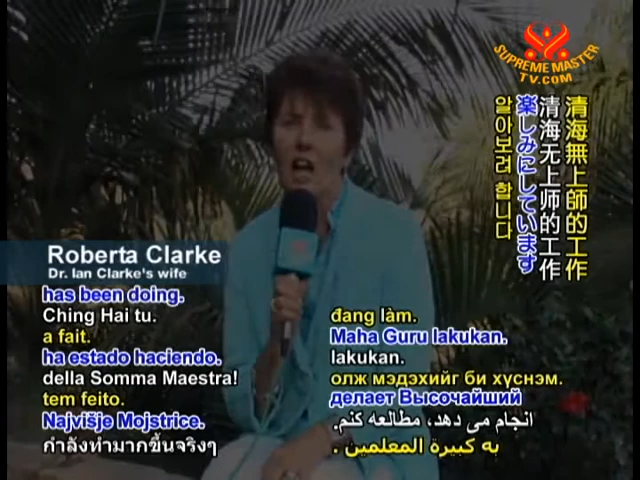 SUPREME MASTER
TV.COM
清海無上師的工作
清海无上师的工作
楽しみにしています
알아보려 합니다
Roberta Clarke
Dr. Ian Clarke's wife
has been doing.
Ching Hai tu.
a fait.
ha estado haciendo.
della Somma Maestra!
tem feito.
Najvišje Mojstrice.
กำลังทำมากขึ้นจริงๆ
đang làm.
Maha Guru lakukan.
lakukan.
олж мэдэхийг би хүснэм.
делает Высочайший
انجام می دهد، مطالعه کنم.
به كبيرة المعلمين .